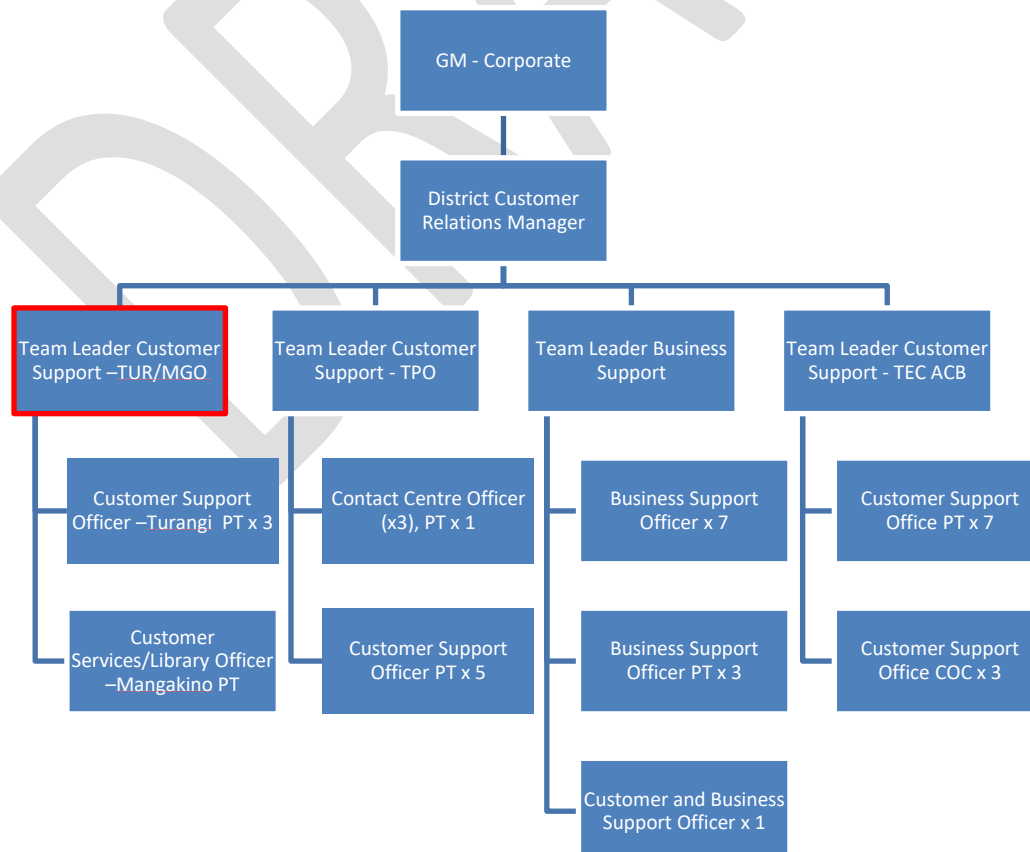 DR
GM - Corporate
District Customer
Relations Manager
Team Leader Customer
Support –TUR/MGO
Team Leader Customer
Support - TPO
Team Leader Business
Support
Team Leader Customer
Support - TEC ACB
Customer Support
Officer –Turangi PT x 3
Contact Centre Officer
(x3), PT x 1
Business Support
Officer x 7
Customer Support
Office PT x 7
Customer
Services/Library Officer
–Mangakino PT
Customer Support
Officer PT x 5
Business Support
Officer PT x 3
Customer Support
Office COC x 3
Customer and Business
Support Officer x 1